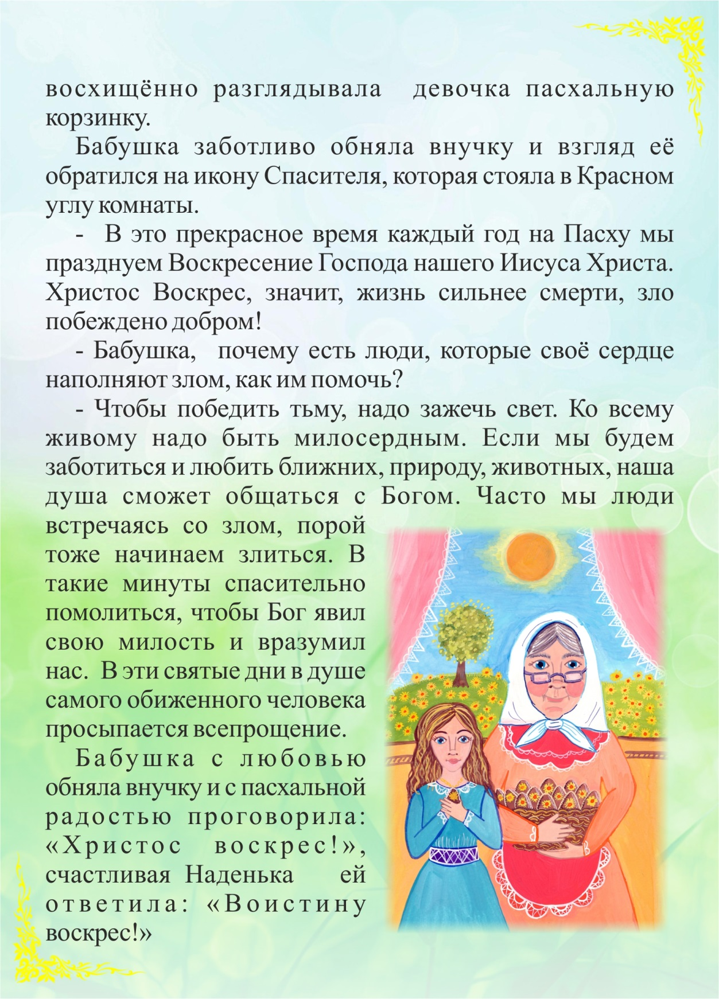 восхищённо разглядывала девочка пасхальную
корзинку.
Бабушка заботливо обняла внучку и взгляд её
обратился на икону Спасителя, которая стояла в Красном
углу комнаты.
- В это прекрасное время каждый год на Пасху мы
празднуем Воскресение Господа нашего Иисуса Христа.
Христос Воскрес, значит, жизнь сильнее смерти, зло
побеждено добром!
- Бабушка, почему есть люди, которые своё сердце
наполняют злом, как им помочь?
- Чтобы победить тьму, надо зажечь свет. Ко всему
живому надо быть милосердным. Если мы будем
заботиться и любить ближних, природу, животных, наша
душа сможет общаться с Богом. Часто мы люди
встречаясь со злом, порой
тоже начинаем злиться. В
такие минуты спасительно
помолиться, чтобы Бог явил
свою милость и вразумил
нас. В эти святые дни в душе
самого обиженного человека
просыпается всепрощение.
Бабушка с любовью
обняла внучку и с пасхальной
радостью проговорила:
«Христос воскрес!»,
счастливая Наденька ей
ответила: «Воистину
воскрес!»